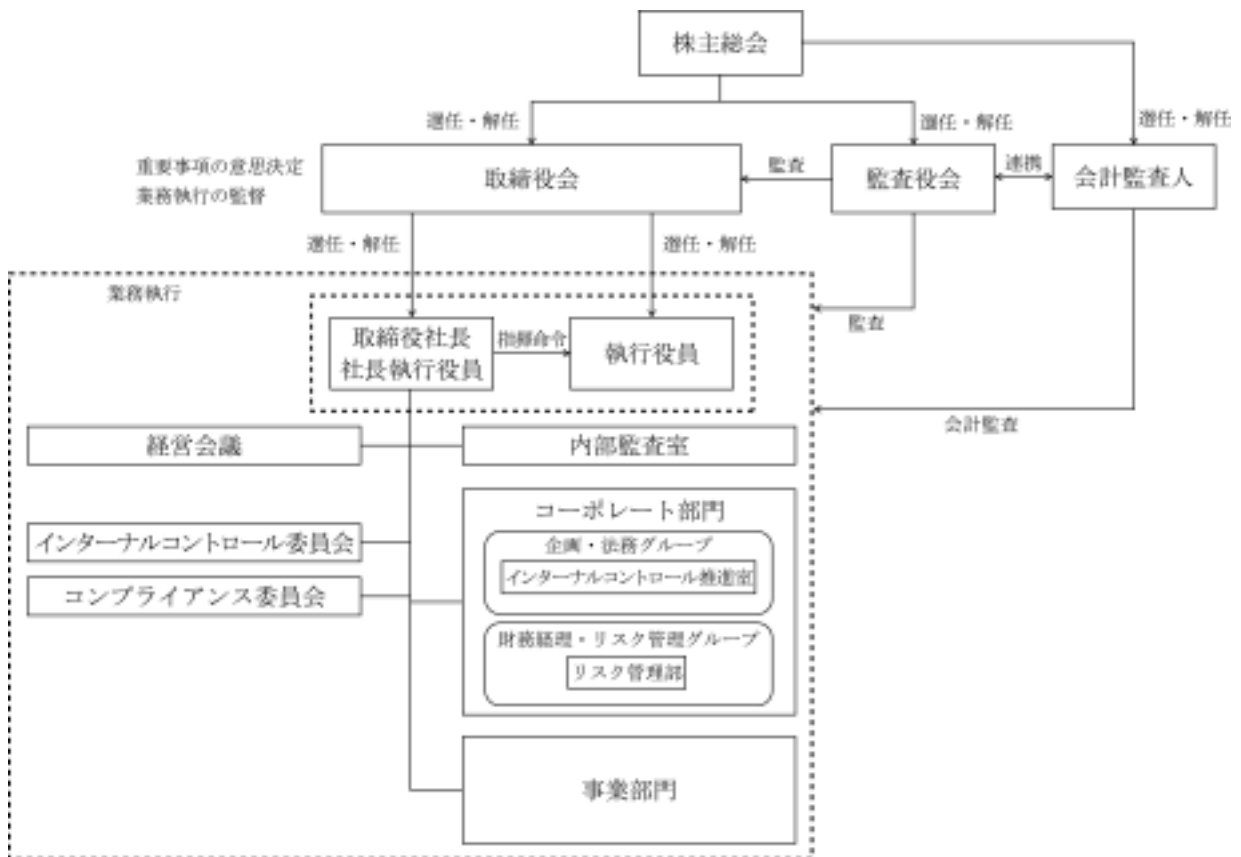 株主総会
選任・解任
選任・解任
選任・解任
重要事項の意思決定
業務執行の監督
取締役会
監査
監査役会
連携
会計監査人
選任・解任
選任・解任
業務執行
取締役社長
社長執行役員
指揮命令
執行役員
監査
会計監査
経営会議
内部監査室
コーポレート部門
企画・法務グループ
インターナルコントロール推進室
インターナルコントロール委員会
コンプライアンス委員会
財務経理・リスク管理グループ
リスク管理部
事業部門